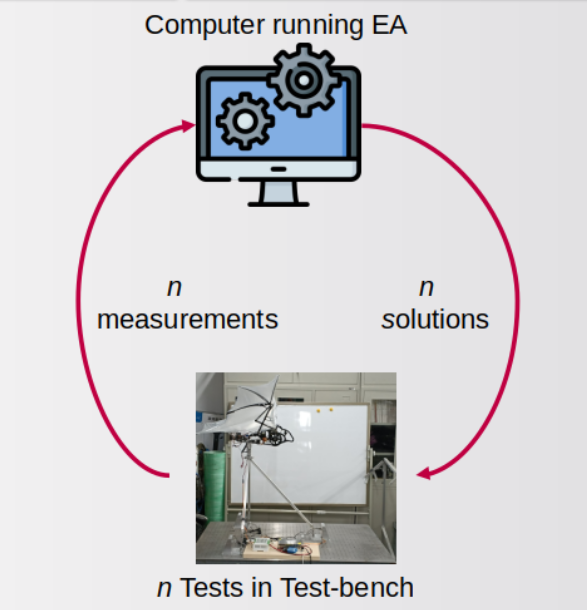 Computer running EA
n
measurements
n
solutions
n Tests in Test-bench